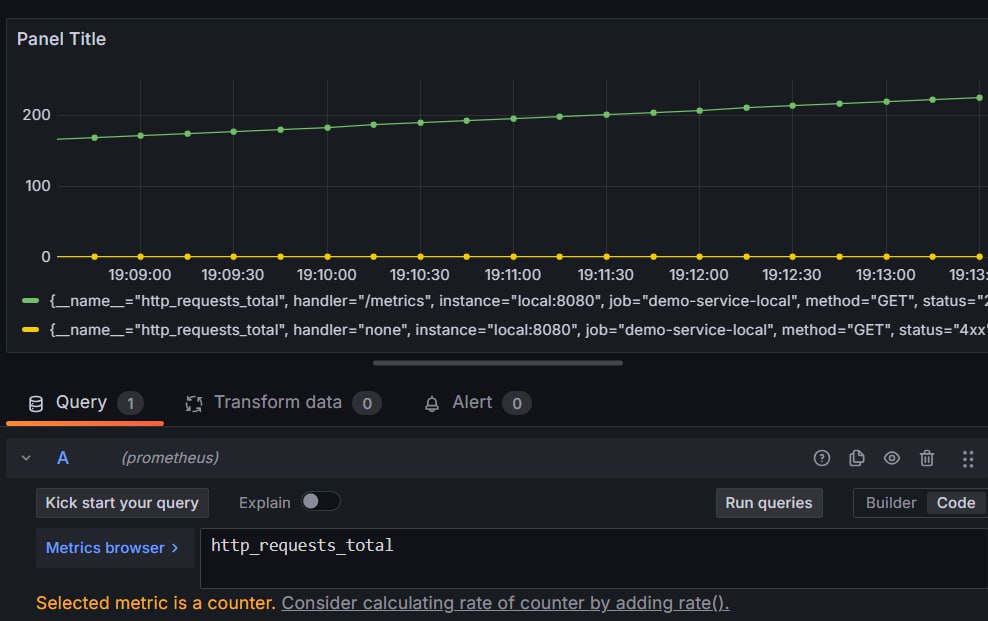 Panel Title
200
100
0
19:09:00 19:09:30 19:10:00 19:10:30 19:11:00 19:11:30 19:12:00 19:12:30 19:13:00 19:13:
{__name__="http_requests_total", handler="/metrics", instance="local:8080", job="demo-service-local", method="GET", status="2
{__name__="http_requests_total", handler="none", instance="local:8080", job="demo-service-local", method="GET", status="4xx"
Query 1 Transform data 0 Alert 0
A (prometheus)
Kick start your query Explain Run queries Builder Code
Metrics browser > http_requests_total
Selected metric is a counter. Consider calculating rate of counter by adding rate().